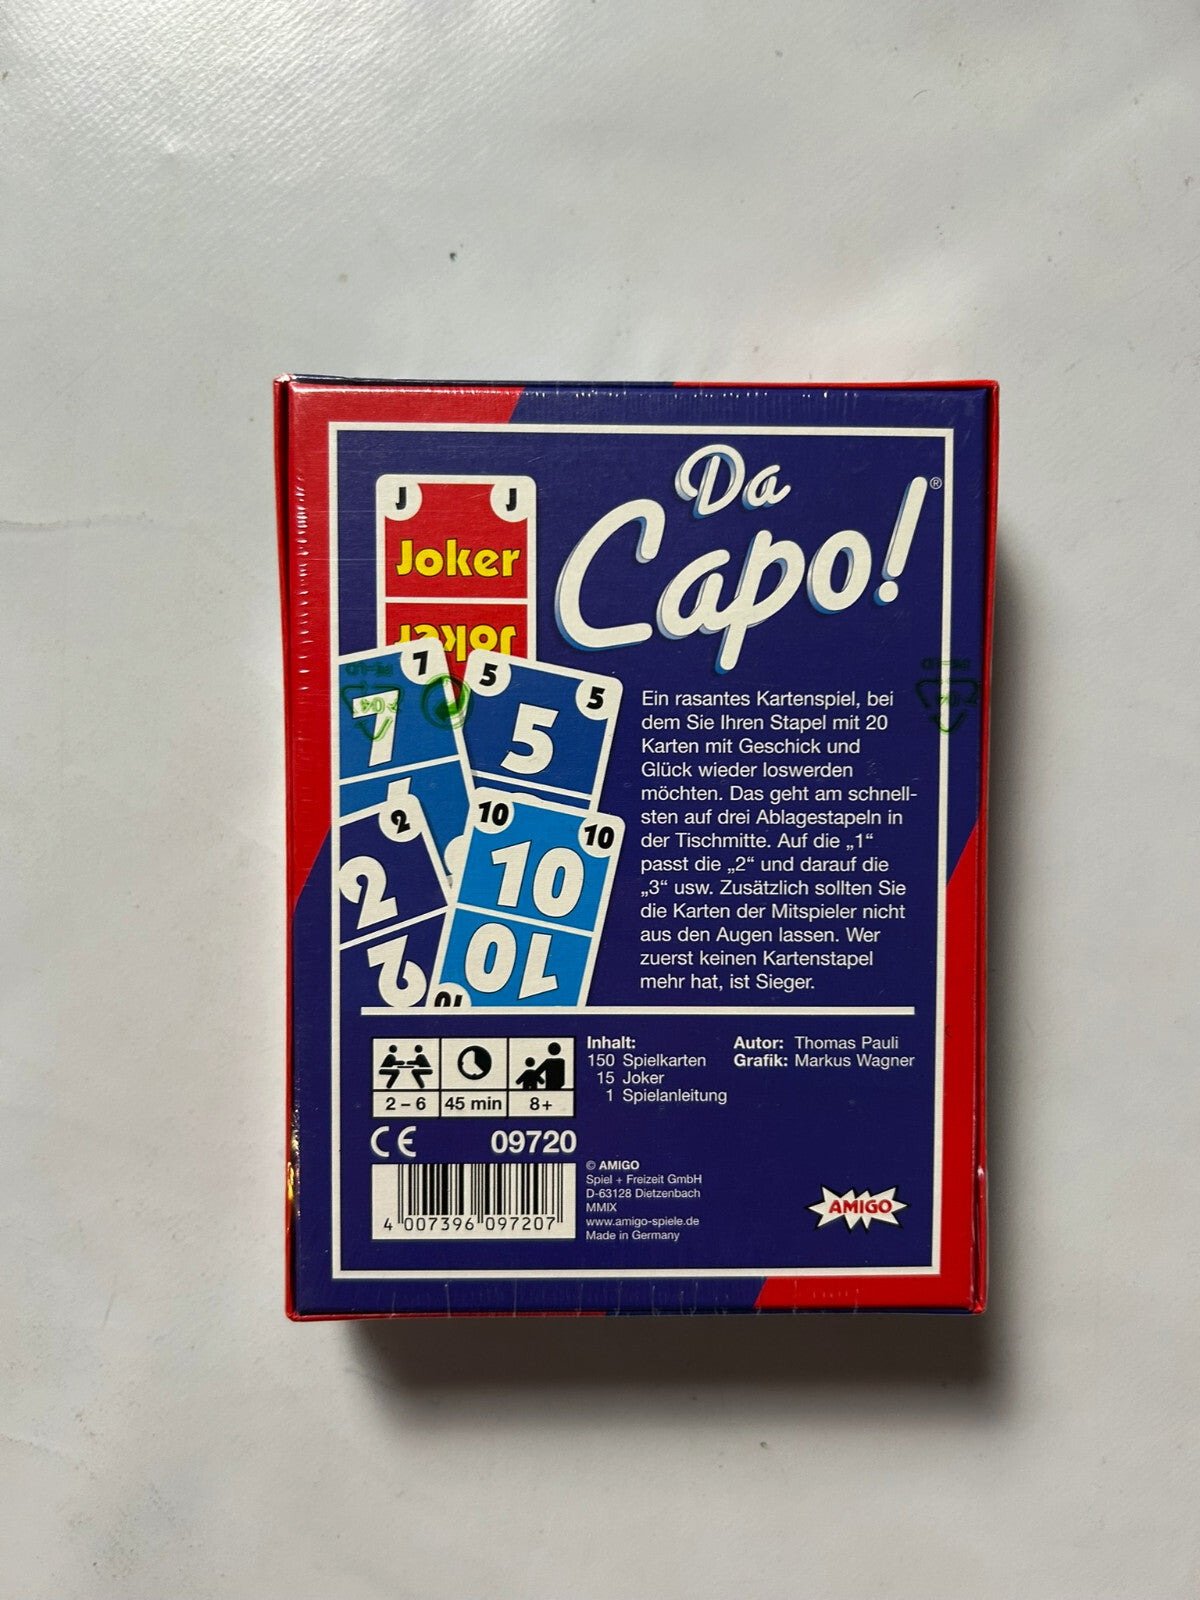 Da
Capo!®
J J
Joker
Joker
7
7
5 5
5
2
2
2
10 10
10
10
10
Ein rasantes Kartenspiel, bei
dem Sie Ihren Stapel mit 20
Karten mit Geschick und
Glück wieder loswerden
möchten. Das geht am schnell-
sten auf drei Ablagestapeln in
der Tischmitte. Auf die „1“
passt die „2“ und darauf die
„3“ usw. Zusätzlich sollten Sie
die Karten der Mitspieler nicht
aus den Augen lassen. Wer
zuerst keinen Kartenstapel
mehr hat, ist Sieger.
2 – 6 45 min 8+
Inhalt:
150 Spielkarten
15 Joker
1 Spielanleitung
Autor: Thomas Pauli
Grafik: Markus Wagner
CE 09720
4 007396 097207
© AMIGO
Spiel + Freizeit GmbH
D-63128 Dietzenbach
MMIX
www.amigo-spiele.de
Made in Germany
AMIGO